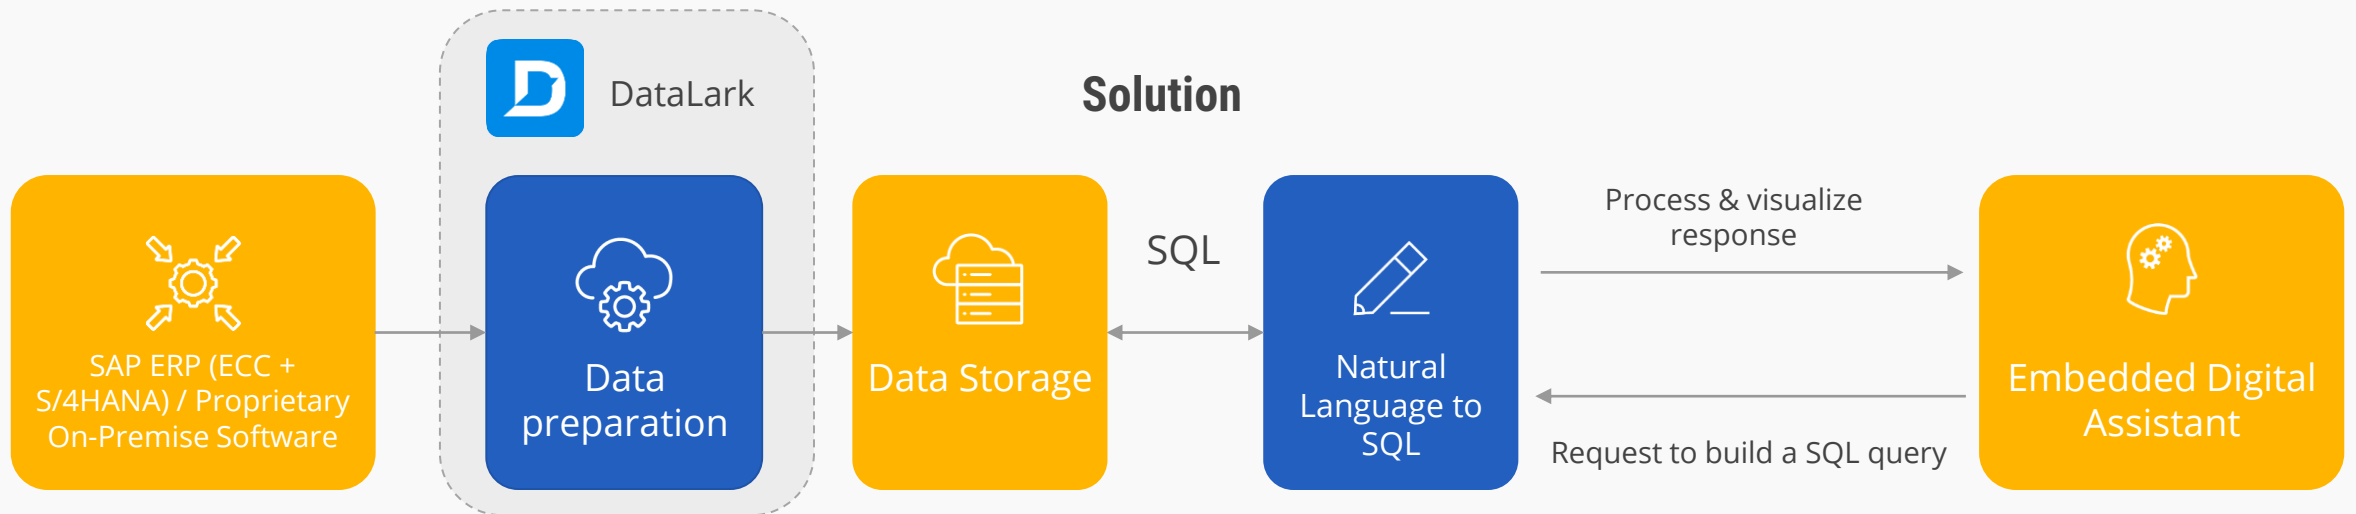 DataLark
Solution
SAP ERP (ECC +
S/4HANA) / Proprietary
On-Premise Software
Data
preparation
Data Storage
SQL
Natural
Language to
SQL
Process & visualize
response
Request to build a SQL query
Embedded Digital
Assistant